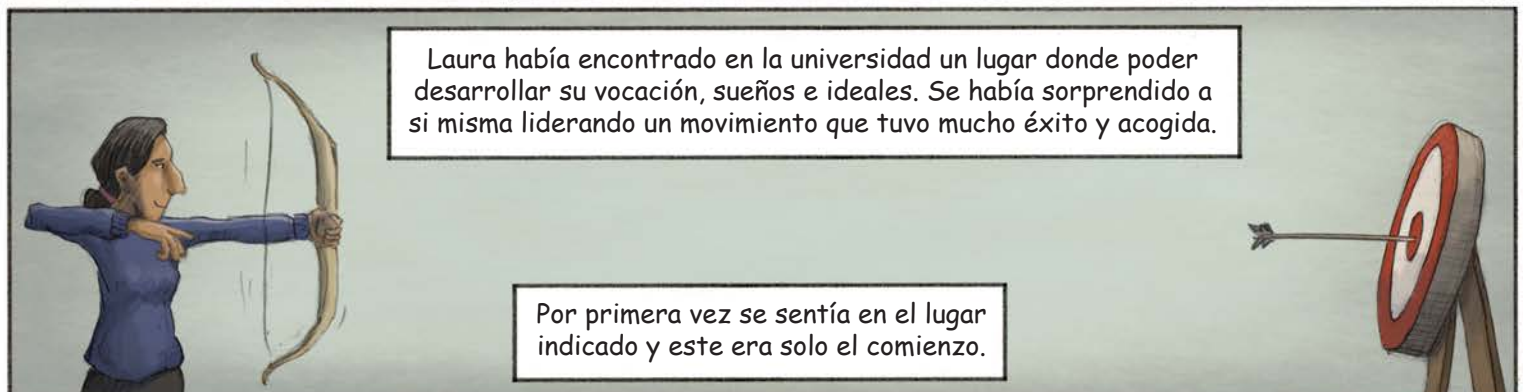 Laura había encontrado en la universidad un lugar donde poder
desarrollar su vocación, sueños e ideales. Se había sorprendido a
si misma liderando un movimiento que tuvo mucho éxito y acogida.
Por primera vez se sentía en el lugar
indicado y este era solo el comienzo.